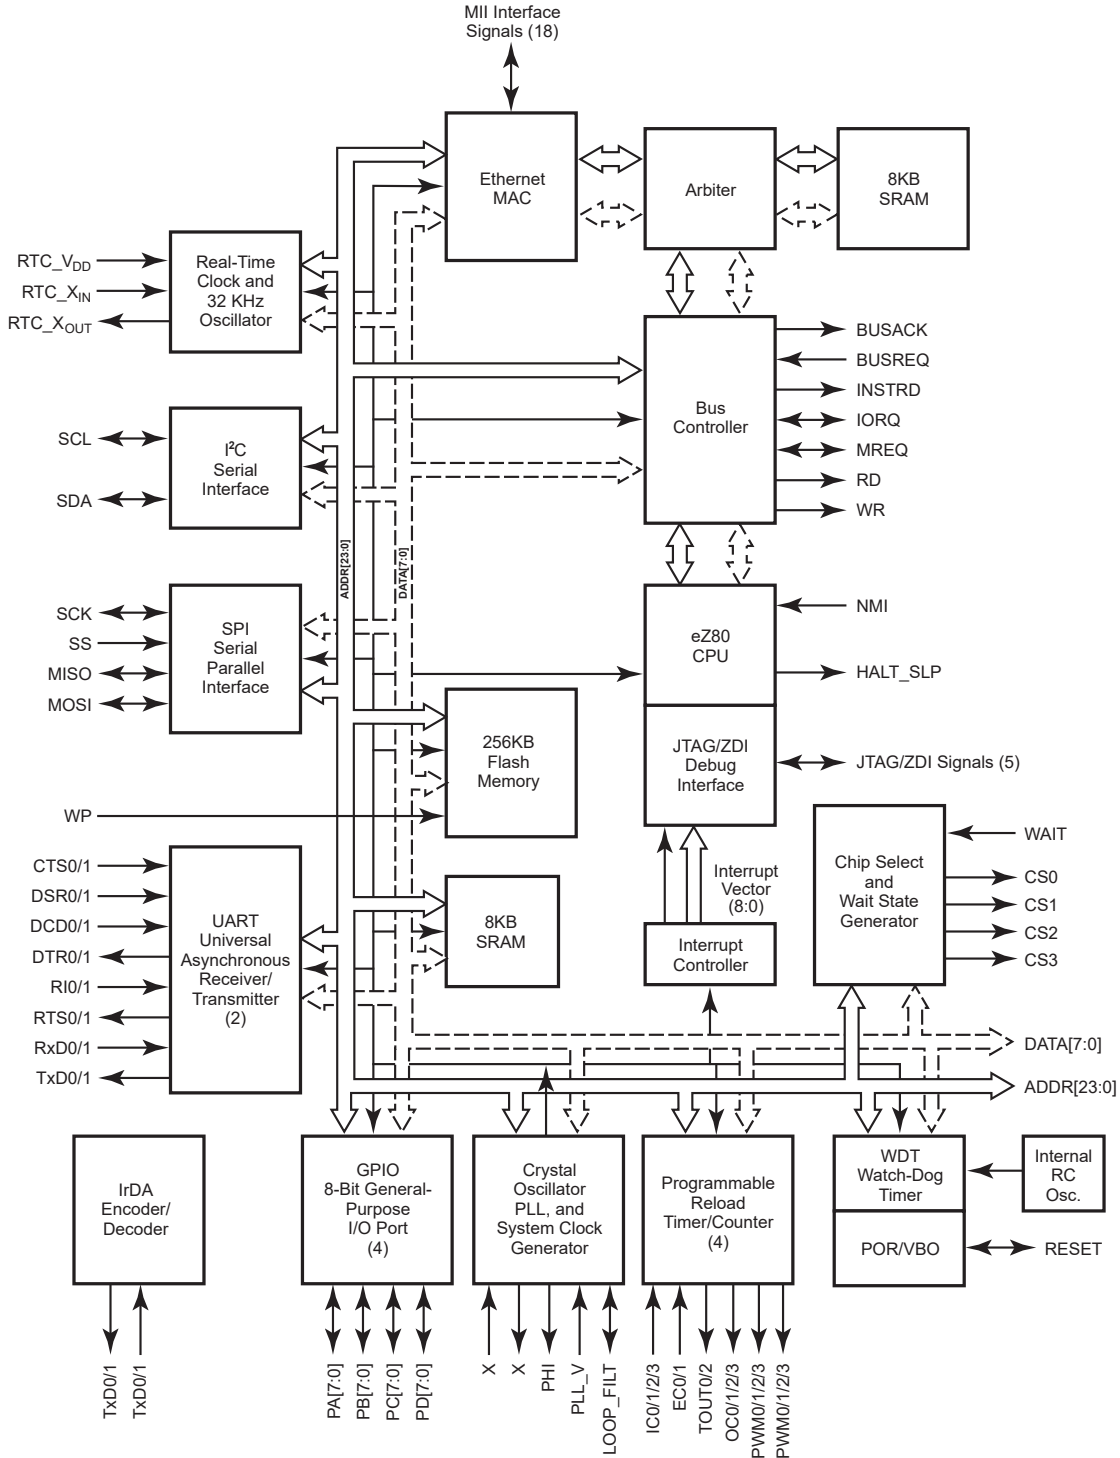 MII Interface
Signals (18)
Ethernet
MAC
Arbiter
8KB
SRAM
RTC_VDD
RTC_XIN
RTC_XOUT
Real-Time
Clock and
32 KHz
Oscillator
BUSACK
BUSREQ
INSTRD
IORQ
MREQ
RD
WR
Bus
Controller
SCL
SDA
I²C
Serial
Interface
ADDR[23:0]
DATA[7:0]
SCK
SS
MISO
MOSI
SPI
Serial
Parallel
Interface
eZ80
CPU
NMI
HALT_SLP
JTAG/ZDI
Debug
Interface
JTAG/ZDI Signals (5)
256KB
Flash
Memory
WP
CTS0/1
DSR0/1
DCD0/1
DTR0/1
RI0/1
RTS0/1
RxD0/1
TxD0/1
UART
Universal
Asynchronous
Receiver/
Transmitter
(2)
8KB
SRAM
Interrupt
Vector
(8:0)
Interrupt
Controller
Chip Select
and
Wait State
Generator
WAIT
CS0
CS1
CS2
CS3
DATA[7:0]
ADDR[23:0]
IrDA
Encoder/
Decoder
GPIO
8-Bit General-
Purpose
I/O Port
(4)
Crystal
Oscillator
PLL, and
System Clock
Generator
Programmable
Reload
Timer/Counter
(4)
WDT
Watch-Dog
Timer
POR/VBO
Internal
RC
Osc.
RESET
TxD0/1
TxD0/1
PA[7:0]
PB[7:0]
PC[7:0]
PD[7:0]
X
X
PHI
PLL_V
LOOP_FILT
IC0/1/2/3
EC0/1
TOUT0/2
OC0/1/2/3
PWM0/1/2/3
PWM0/1/2/3